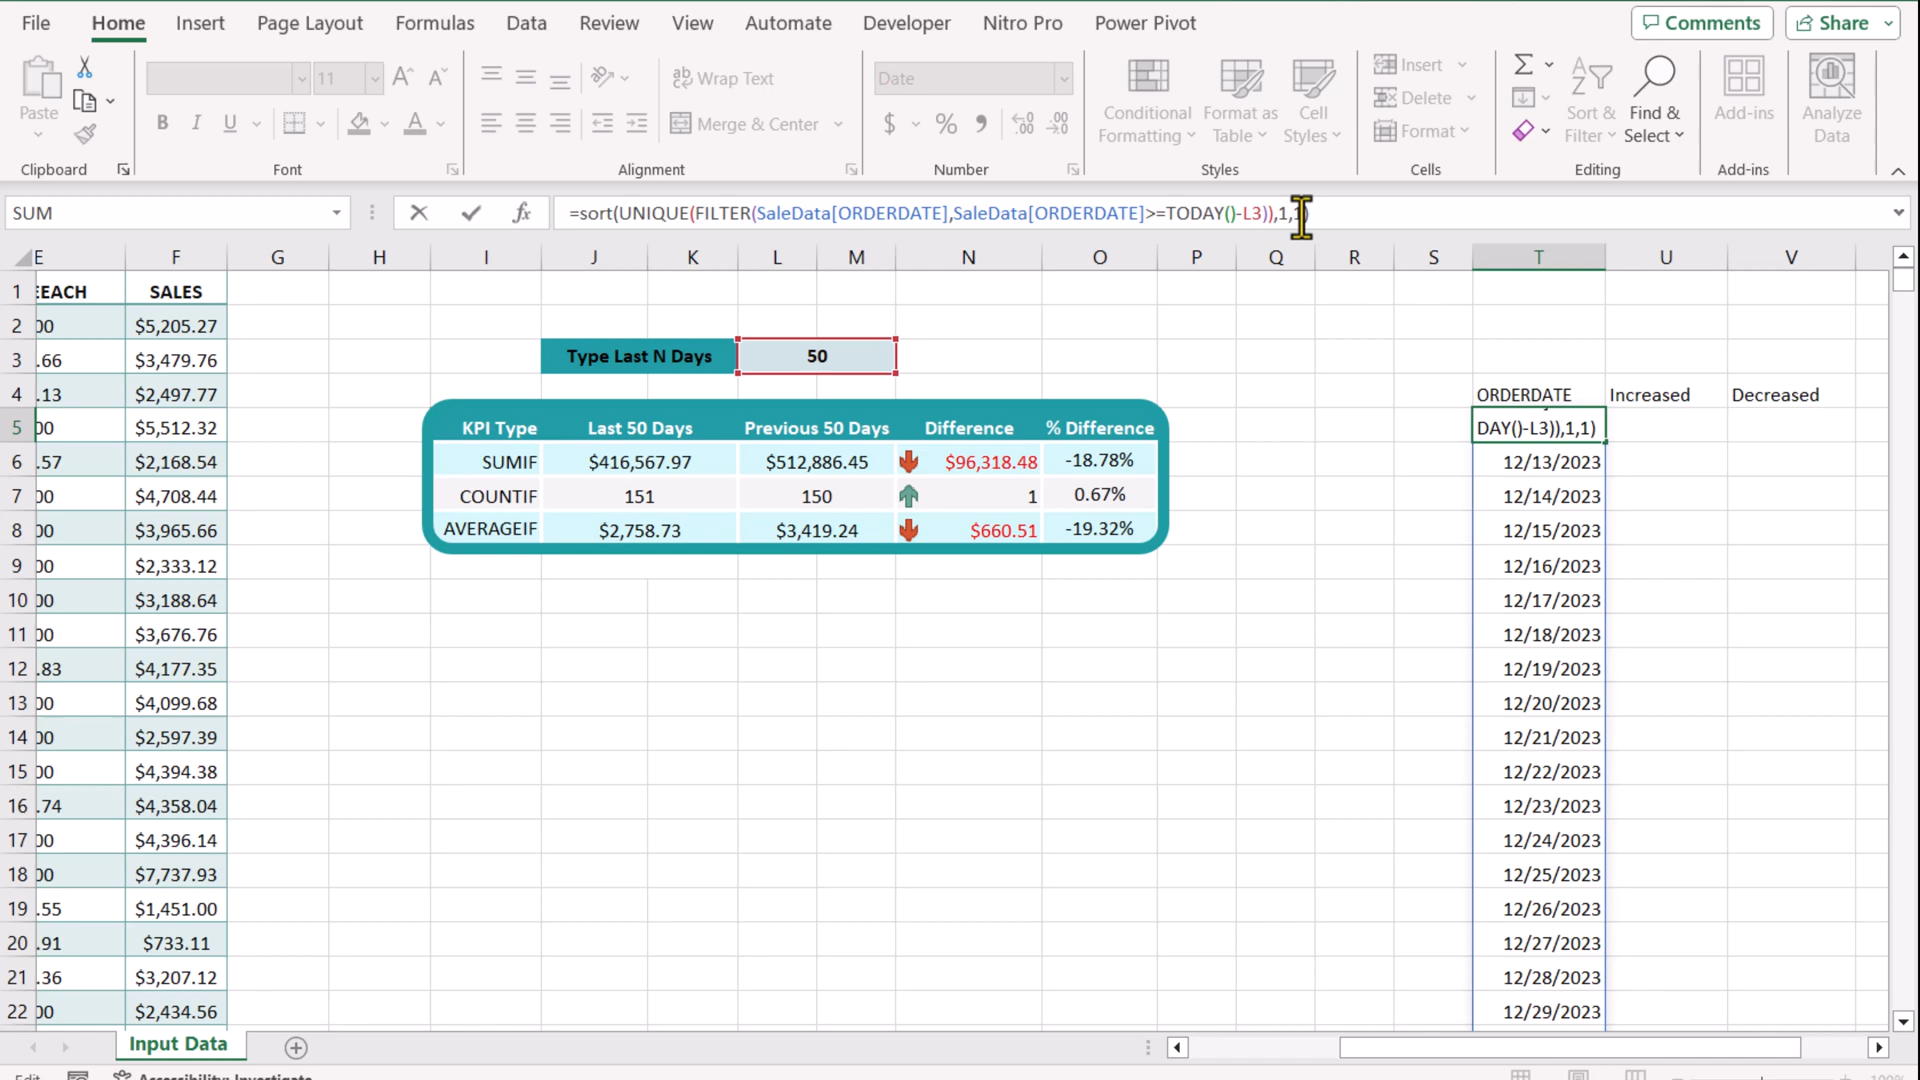 File Home Insert Page Layout Formulas Data Review View Automate Developer Nitro Pro Power Pivot Comments Share
Paste
11
B I U
Wrap Text
Merge & Center
Date
$ % 9
Conditional Formatting
Format as Table
Cell Styles
Insert
Delete
Format
Sort & Filter
Find & Select
Add-ins
Analyze Data
Clipboard Font Alignment Number Styles Cells Editing Add-ins
SUM fx =sort(UNIQUE(FILTER(SaleData[ORDERDATE],SaleData[ORDERDATE]>=TODAY()-L3)),1,1)
E F G H I J K L M N O P Q R S T U V
1 EACH SALES
2 00 $5,205.27
3 .66 $3,479.76 Type Last N Days 50
4 .13 $2,497.77 ORDERDATE Increased Decreased
5 00 $5,512.32 KPI Type Last 50 Days Previous 50 Days Difference % Difference DAY()-L3)),1,1)
6 .57 $2,168.54 SUMIF $416,567.97 $512,886.45 $96,318.48 -18.78% 12/13/2023
7 00 $4,708.44 COUNTIF 151 150 1 0.67% 12/14/2023
8 00 $3,965.66 AVERAGEIF $2,758.73 $3,419.24 $660.51 -19.32% 12/15/2023
9 00 $2,333.12 12/16/2023
10 00 $3,188.64 12/17/2023
11 00 $3,676.76 12/18/2023
12 .83 $4,177.35 12/19/2023
13 00 $4,099.68 12/20/2023
14 00 $2,597.39 12/21/2023
15 00 $4,394.38 12/22/2023
16 .74 $4,358.04 12/23/2023
17 00 $4,396.14 12/24/2023
18 00 $7,737.93 12/25/2023
19 .55 $1,451.00 12/26/2023
20 .91 $733.11 12/27/2023
21 .36 $3,207.12 12/28/2023
22 00 $2,434.56 12/29/2023
Input Data
Edit Accessibility: Investigate 100%